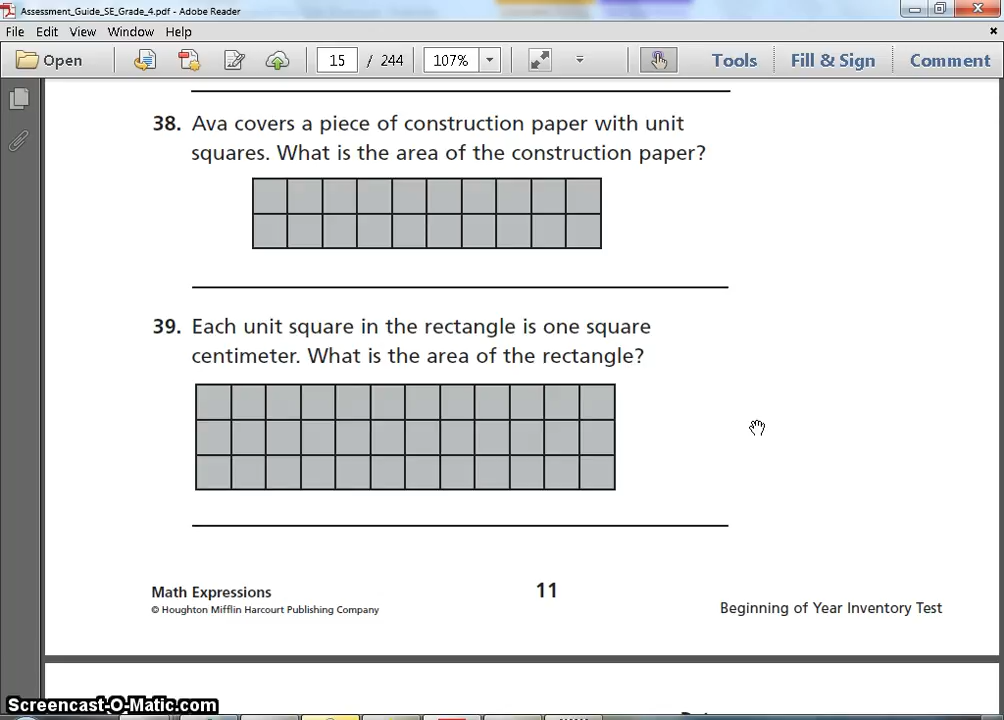 Assessment_Guide_SE_Grade_4.pdf - Adobe Reader
File Edit View Window Help
Open 15 / 244 107% Tools Fill & Sign Comment
38. Ava covers a piece of construction paper with unit
squares. What is the area of the construction paper?
39. Each unit square in the rectangle is one square
centimeter. What is the area of the rectangle?
Math Expressions
© Houghton Mifflin Harcourt Publishing Company
11
Beginning of Year Inventory Test
Screencast-O-Matic.com